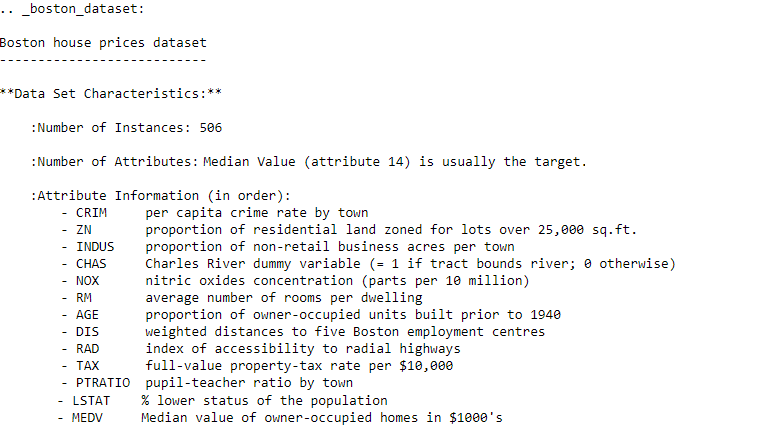 .. _boston_dataset:
Boston house prices dataset
---------------------------
**Data Set Characteristics:**
:Number of Instances: 506
:Number of Attributes: Median Value (attribute 14) is usually the target.
:Attribute Information (in order):
- CRIM per capita crime rate by town
- ZN proportion of residential land zoned for lots over 25,000 sq.ft.
- INDUS proportion of non-retail business acres per town
- CHAS Charles River dummy variable (= 1 if tract bounds river; 0 otherwise)
- NOX nitric oxides concentration (parts per 10 million)
- RM average number of rooms per dwelling
- AGE proportion of owner-occupied units built prior to 1940
- DIS weighted distances to five Boston employment centres
- RAD index of accessibility to radial highways
- TAX full-value property-tax rate per $10,000
- PTRATIO pupil-teacher ratio by town
- LSTAT % lower status of the population
- MEDV Median value of owner-occupied homes in $1000's